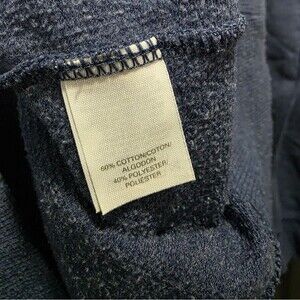 60% COTTON/COTON/
ALGODON
40% POLYESTER/
POLIESTER